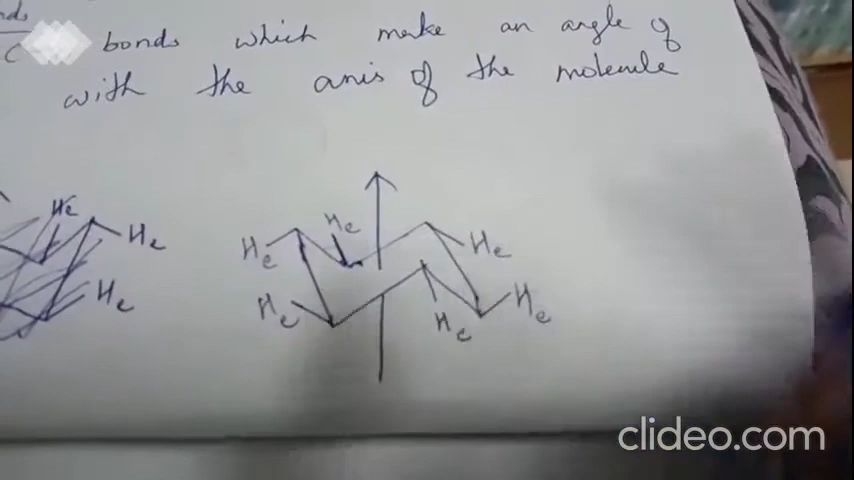 nds
C bonds which make an angle of
with the axis of the molecule
He
He He He
He
He
He He
He
clideo.com